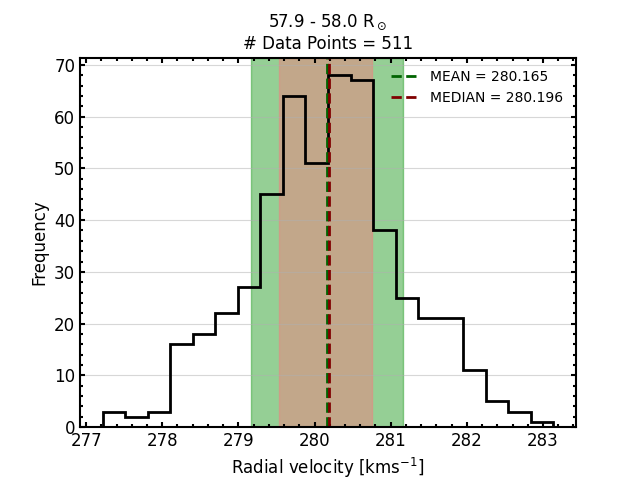 57.9 - 58.0 R⊙
# Data Points = 511
MEAN = 280.165
MEDIAN = 280.196
70
60
50
40
30
20
10
0
Frequency
277 278 279 280 281 282 283
Radial velocity [kms⁻¹]